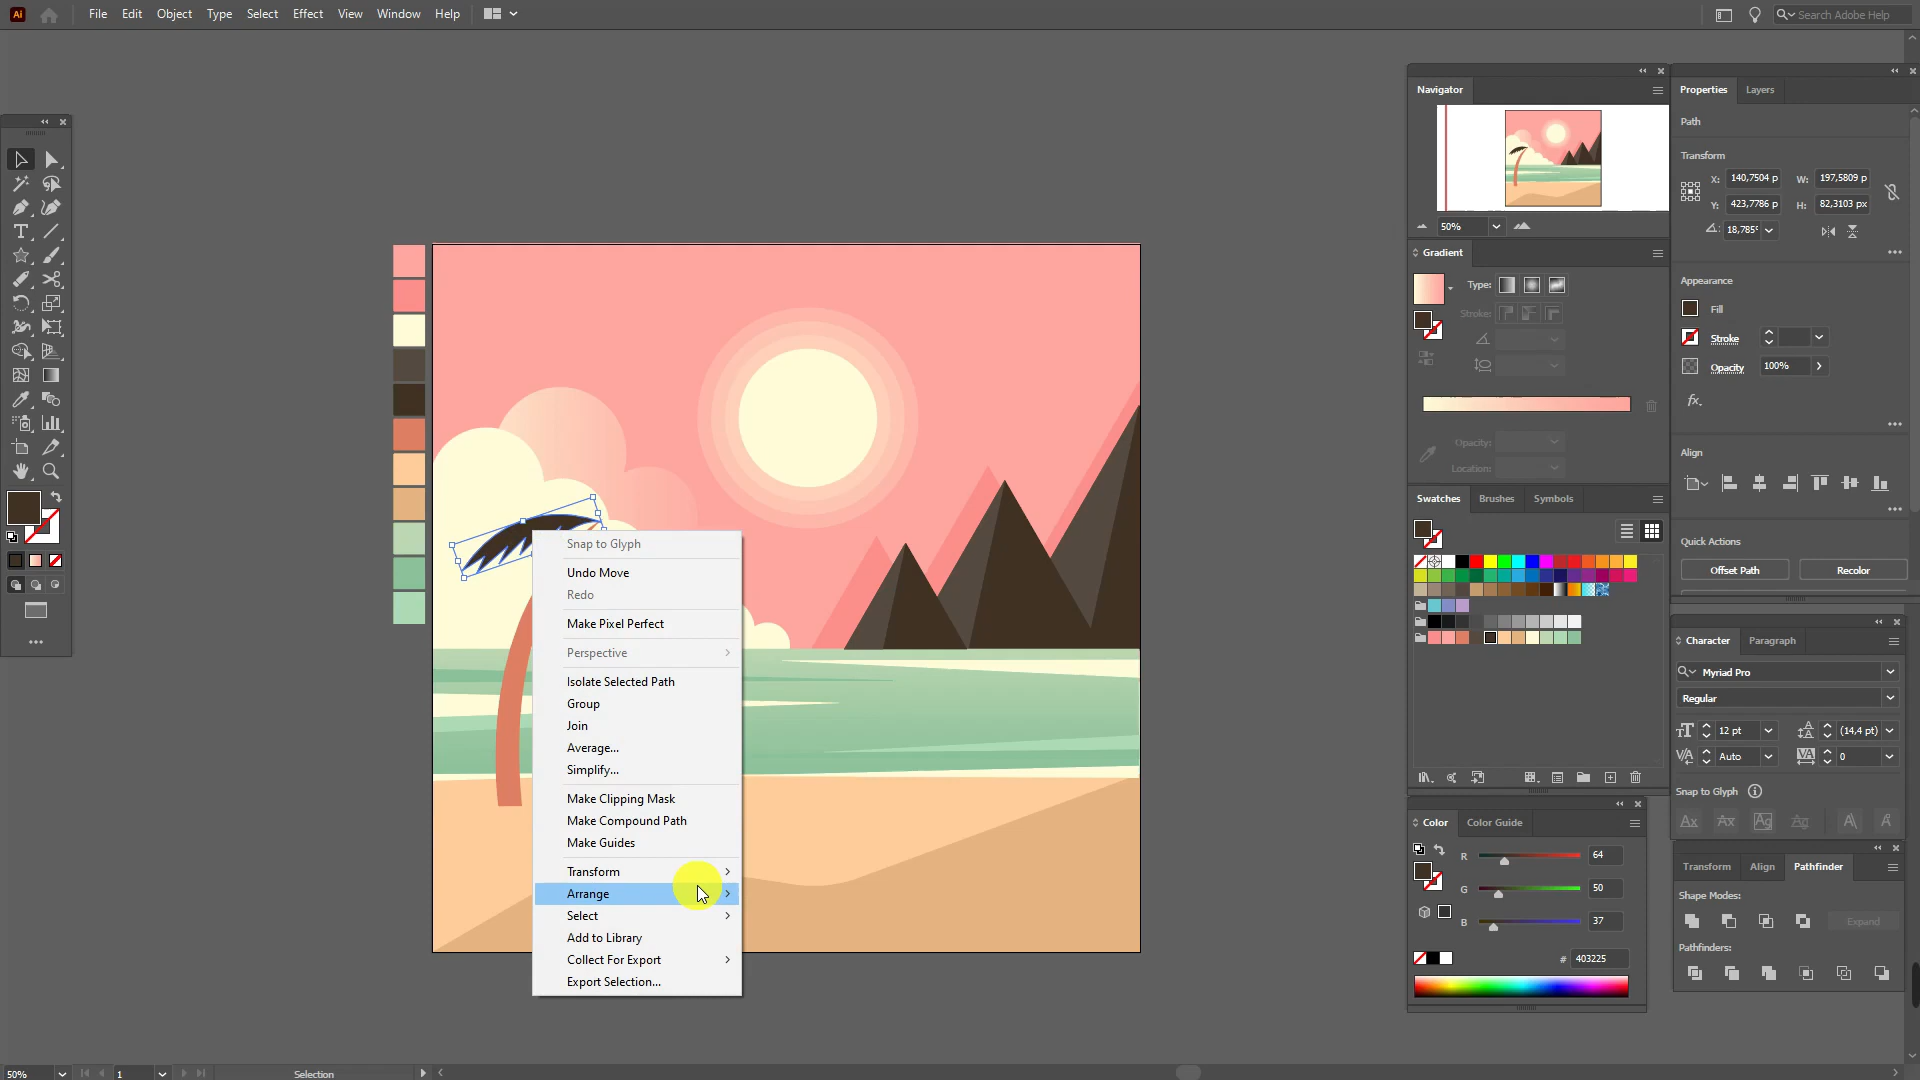 Ai
File Edit Object Type Select Effect View Window Help
Search Adobe Help
Navigator
50%
Gradient
Type:
Stroke:
Opacity:
Location:
Swatches Brushes Symbols
Color Color Guide
R 64
G 50
B 37
# 403225
Properties Layers
Path
Transform
X: 140,7504 p W: 197,5809 p
Y: 423,7786 p H: 82,3103 px
18,785°
Appearance
Fill
Stroke
Opacity 100%
fx.
Align
Quick Actions
Offset Path Recolor
Character Paragraph
Myriad Pro
Regular
12 pt (14,4 pt)
Auto 0
Snap to Glyph
Transform Align Pathfinder
Shape Modes:
Expand
Pathfinders:
Snap to Glyph
Undo Move
Redo
Make Pixel Perfect
Perspective
Isolate Selected Path
Group
Join
Average...
Simplify...
Make Clipping Mask
Make Compound Path
Make Guides
Transform
Arrange
Select
Add to Library
Collect For Export
Export Selection...
50% 1 Selection